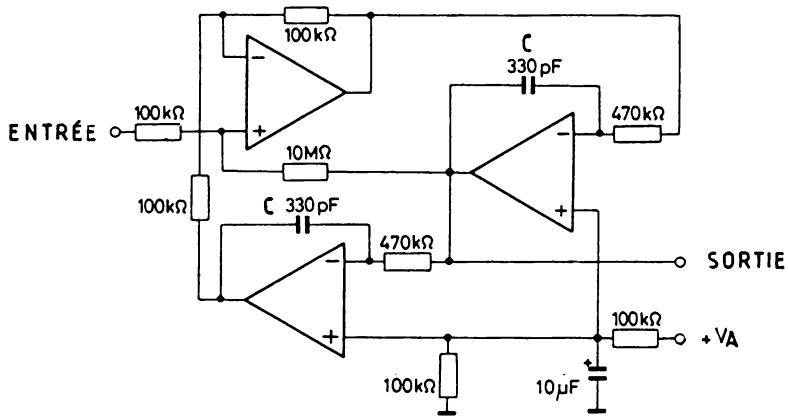 100kΩ
C
330pF
100kΩ
470kΩ
ENTRÉE
10MΩ
100kΩ
C 330pF
470kΩ
SORTIE
100kΩ
+VA
100kΩ
10µF
+
−
+
−
+
−
+